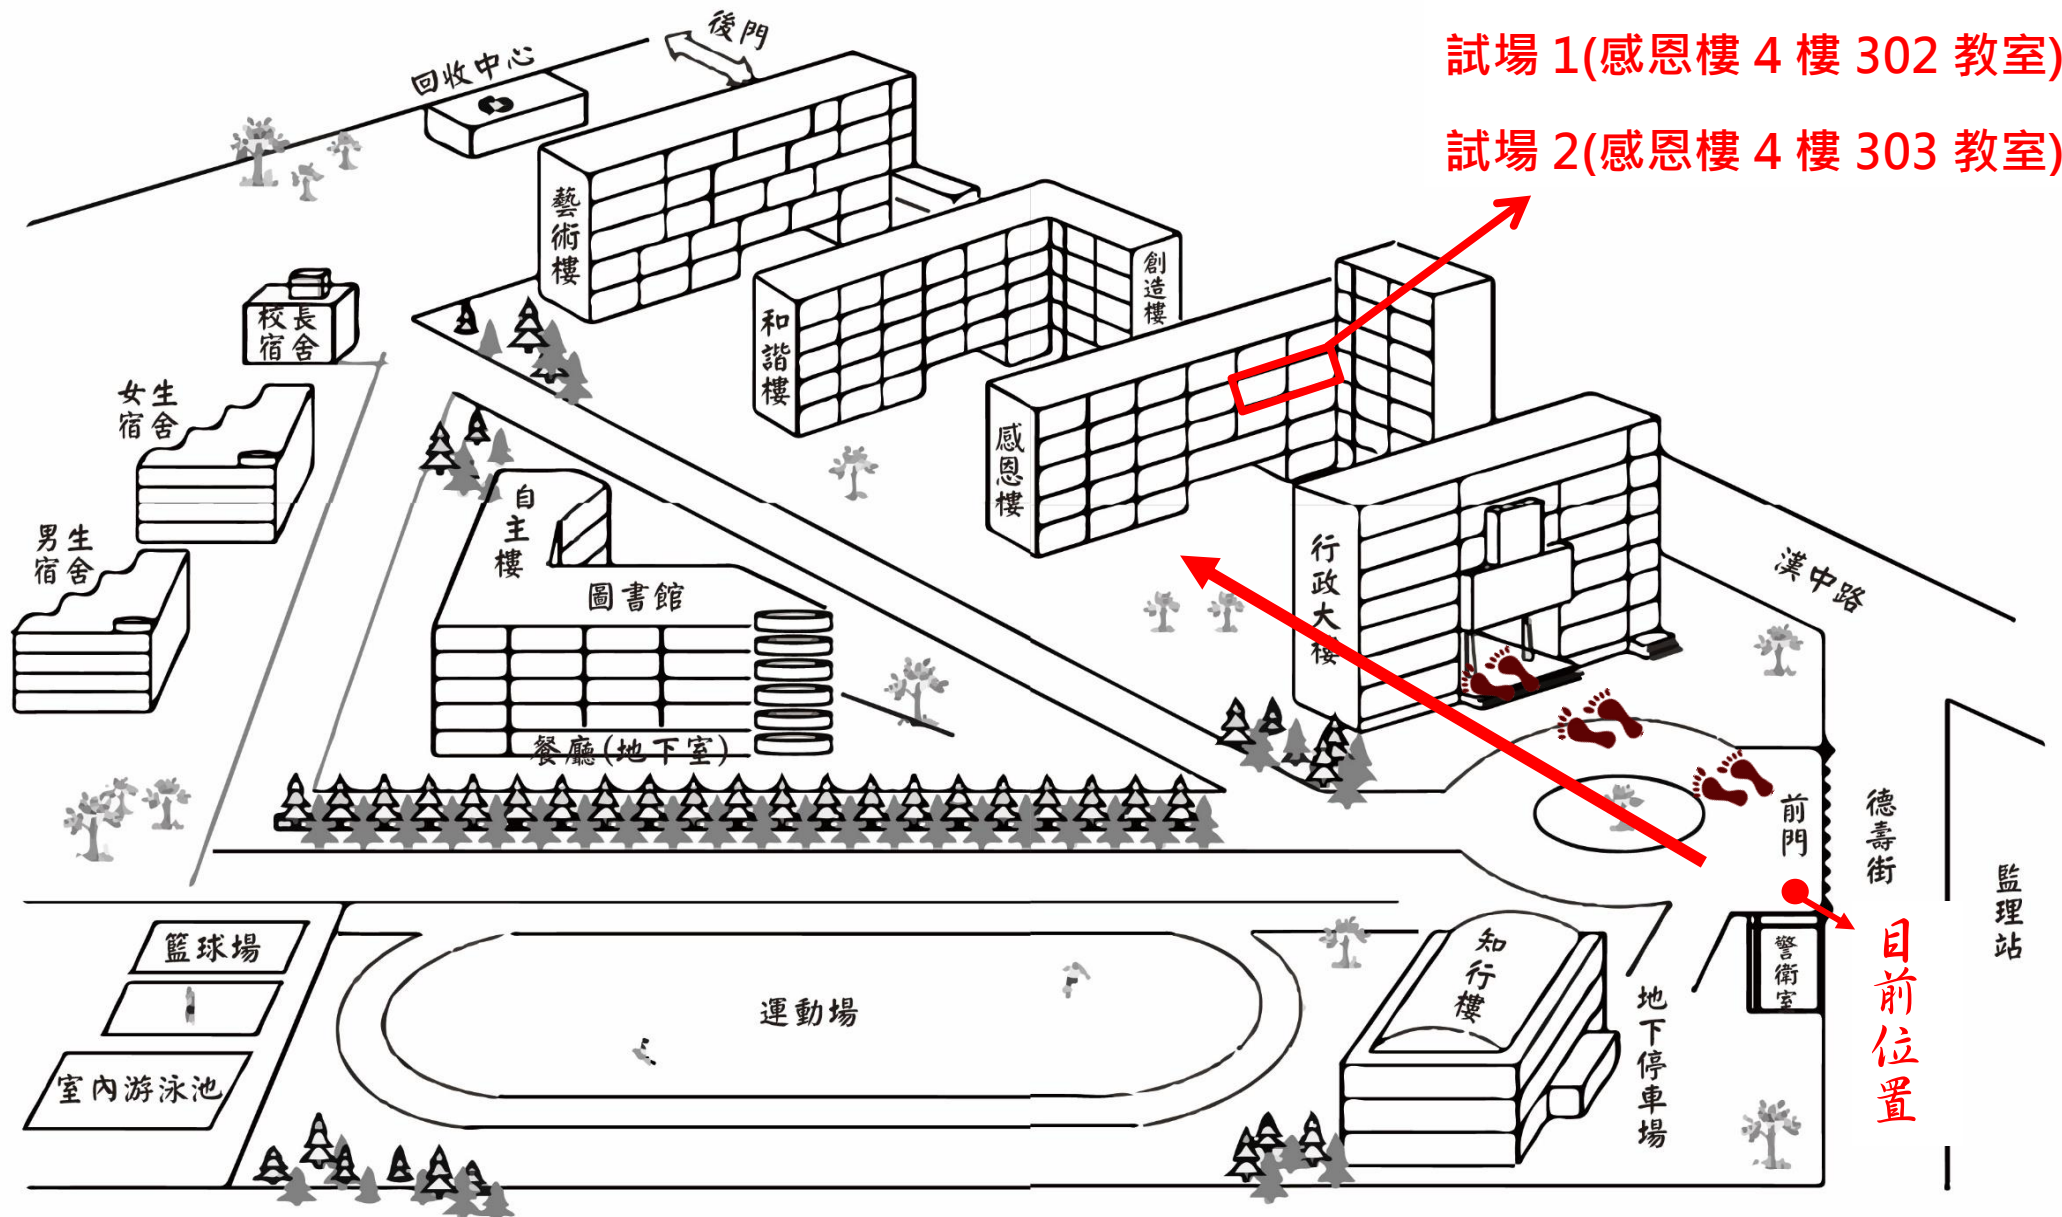 後門
回收中心
試場 1(感恩樓 4 樓 302 教室)
試場 2(感恩樓 4 樓 303 教室)
藝術樓
創造樓
和諧樓
校長
宿舍
女生
宿舍
感恩樓
自主樓
男生
宿舍
行政大樓
漢中路
圖書館
餐廳(地下室)
前門
德壽街
監理站
籃球場
知行樓
警衛室
目前位置
運動場
地下停車場
室內游泳池